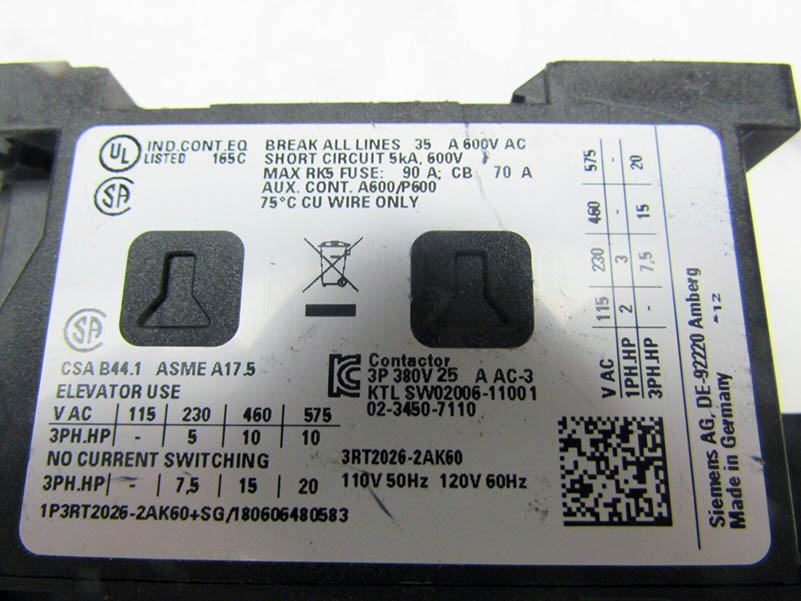 UL IND.CONT.EQ
LISTED 165C
BREAK ALL LINES 35 A 600V AC
SHORT CIRCUIT 5kA, 600V
MAX RK5 FUSE: 90 A; CB 70 A
AUX. CONT. A600/P600
75°C CU WIRE ONLY
SA
SA
CSA B44.1 ASME A17.5
ELEVATOR USE
V AC | 115 | 230 | 460 | 575
3PH.HP | - | 5 | 10 | 10
NO CURRENT SWITCHING
3PH.HP | - | 7,5 | 15 | 20
1P3RT2026-2AK60+SG/180606480583
Contactor
3P 380V 25 A AC-3
KTL SW02006-11001
02-3450-7110
3RT2026-2AK60
110V 50Hz 120V 60Hz
V AC | 115 | 230 | 460 | 575
1PH.HP | 2 | 3 | - | -
3PH.HP | - | 7,5 | 15 | 20
Siemens AG, DE-92220 Amberg
Made in Germany